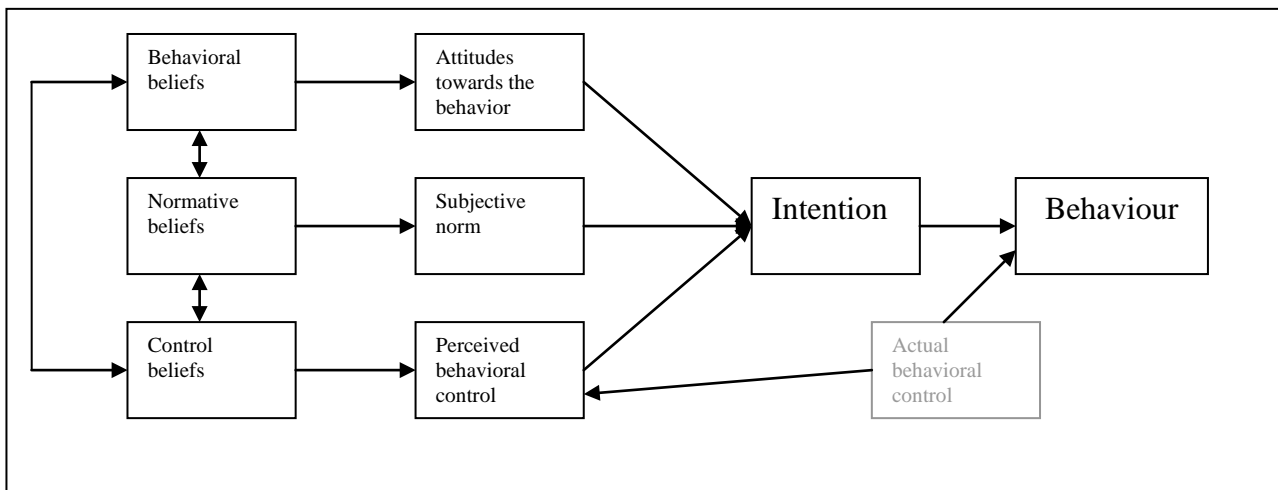 Behavioral
beliefs
Attitudes
towards the
behavior
Normative
beliefs
Subjective
norm
Intention
Behaviour
Control
beliefs
Perceived
behavioral
control
Actual
behavioral
control